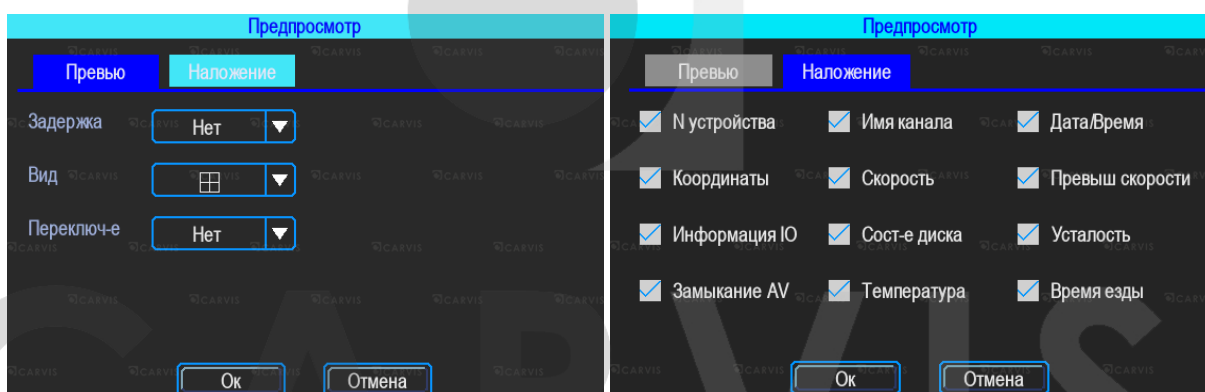 Предпросмотр
Превью Наложение
Задержка Нет
Вид
Переключ-е Нет
Ок Отмена
Предпросмотр
Превью Наложение
N устройства Имя канала Дата/Время
Координаты Скорость Превыш скорости
Информация IO Сост-е диска Усталость
Замыкание AV Температура Время езды
Ок Отмена
CARVIS